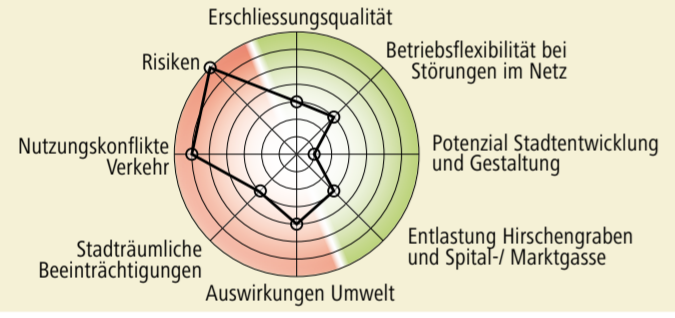 Erschliessungsqualität
Betriebsflexibilität bei
Störungen im Netz
Potenzial Stadtentwicklung
und Gestaltung
Entlastung Hirschengraben
und Spital-/ Marktgasse
Auswirkungen Umwelt
Stadträumliche
Beeinträchtigungen
Nutzungskonflikte
Verkehr
Risiken